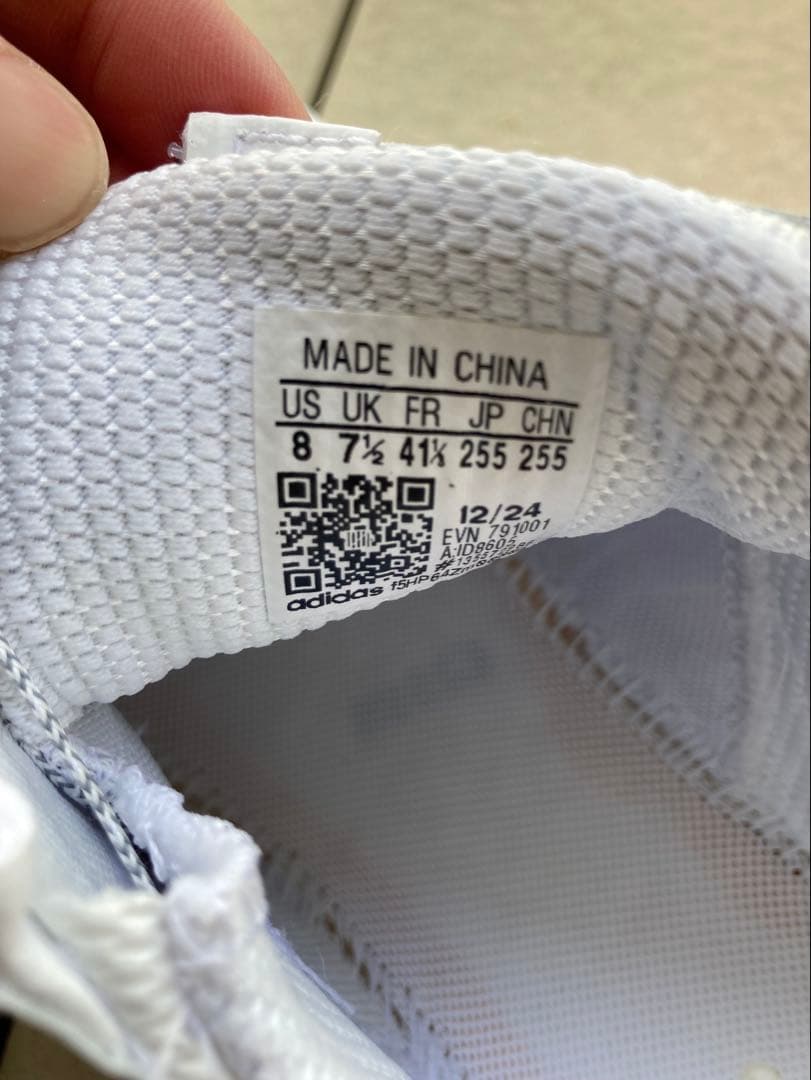 MADE IN CHINA
US UK FR JP CHN
8 7½ 41⅓ 255 255
12/24
EVN 791001
adidas